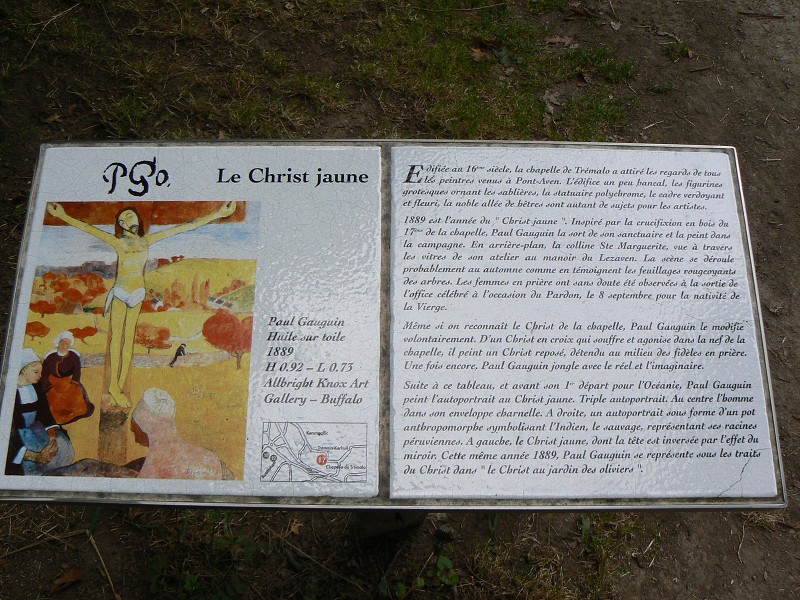 PGo.
Le Christ jaune
Paul Gauguin
Huile sur toile
1889
H 0.92 – L 0.73
Allbright Knox Art
Gallery – Buffalo
Chapelle de Trémalo
Edifiée au 16ème siècle, la chapelle de Trémalo a attiré les regards de tous
les peintres venus à Pont-Aven. L'édifice un peu bancal, les figurines
grotesques ornant les sablières, la statuaire polychrome, le cadre verdoyant
et fleuri, la noble allée de hêtres sont autant de sujets pour les artistes.
1889 est l'année du " Christ jaune ". Inspiré par la crucifixion en bois du
17ème de la chapelle, Paul Gauguin la sort de son sanctuaire et la peint dans
la campagne. En arrière-plan, la colline Ste Marguerite, vue à travers
les vitres de son atelier au manoir du Lezaven. La scène se déroule
probablement au automne comme en témoignent les feuillages rougeoyants
des arbres. Les femmes en prière ont sans doute été observées à la sortie de
l'office célébré à l'occasion du Pardon, le 8 septembre pour la nativité de
la Vierge.
Même si on reconnaît le Christ de la chapelle, Paul Gauguin le modifie
volontairement. D'un Christ en croix qui souffre et agonise dans la nef de la
chapelle, il peint un Christ reposé, détendu au milieu des fidèles en prière.
Une fois encore, Paul Gauguin jongle avec le réel et l'imaginaire.
Suite à ce tableau, et avant son 1er départ pour l'Océanie, Paul Gauguin
peint l'autoportrait au Christ jaune. Triple autoportrait. Au centre l'homme
dans son enveloppe charnelle. A droite, un autoportrait sous forme d'un pot
anthropomorphe symbolisant l'Indien, le sauvage, représentant ses racines
péruviennes. A gauche, le Christ jaune, dont la tête est inversée par l'effet du
miroir. Cette même année 1889, Paul Gauguin se représente sous les traits
du Christ dans " le Christ au jardin des oliviers ".